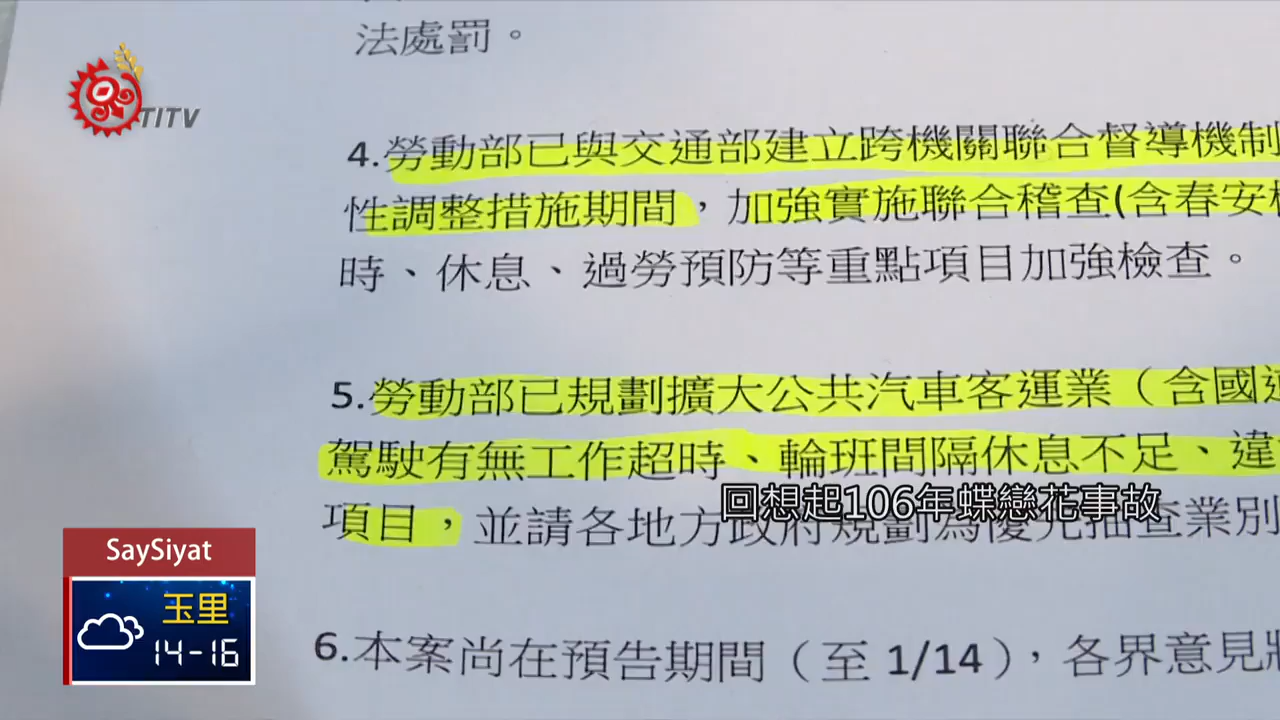 法處罰。
TITV
4.勞動部已與交通部建立跨機關聯合督導機制
性調整措施期間，加強實施聯合稽查(含春安
時、休息、過勞預防等重點項目加強檢查。
5.勞動部已規劃擴大公共汽車客運業（含國
駕駛有無工作超時、輪班間隔休息不足、違
回想起106年蝶戀花事故
項目，並請各地方政府規劃為優先抽查業別
SaySiyat
玉里
14-16
6.本案尚在預告期間（至 1/14），各界意見